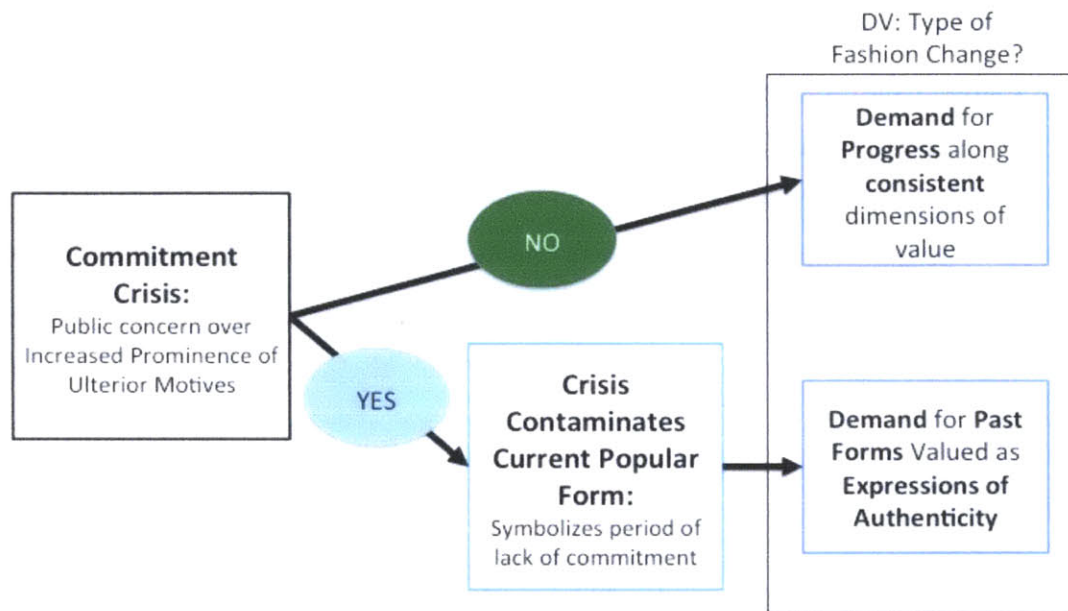 DV: Type of
Fashion Change?
Demand for
Progress along
consistent
dimensions of
value
NO
Commitment
Crisis:
Public concern over
Increased Prominence of
Ulterior Motives
YES
Crisis
Contaminates
Current Popular
Form:
Symbolizes period of
lack of commitment
Demand for Past
Forms Valued as
Expressions of
Authenticity